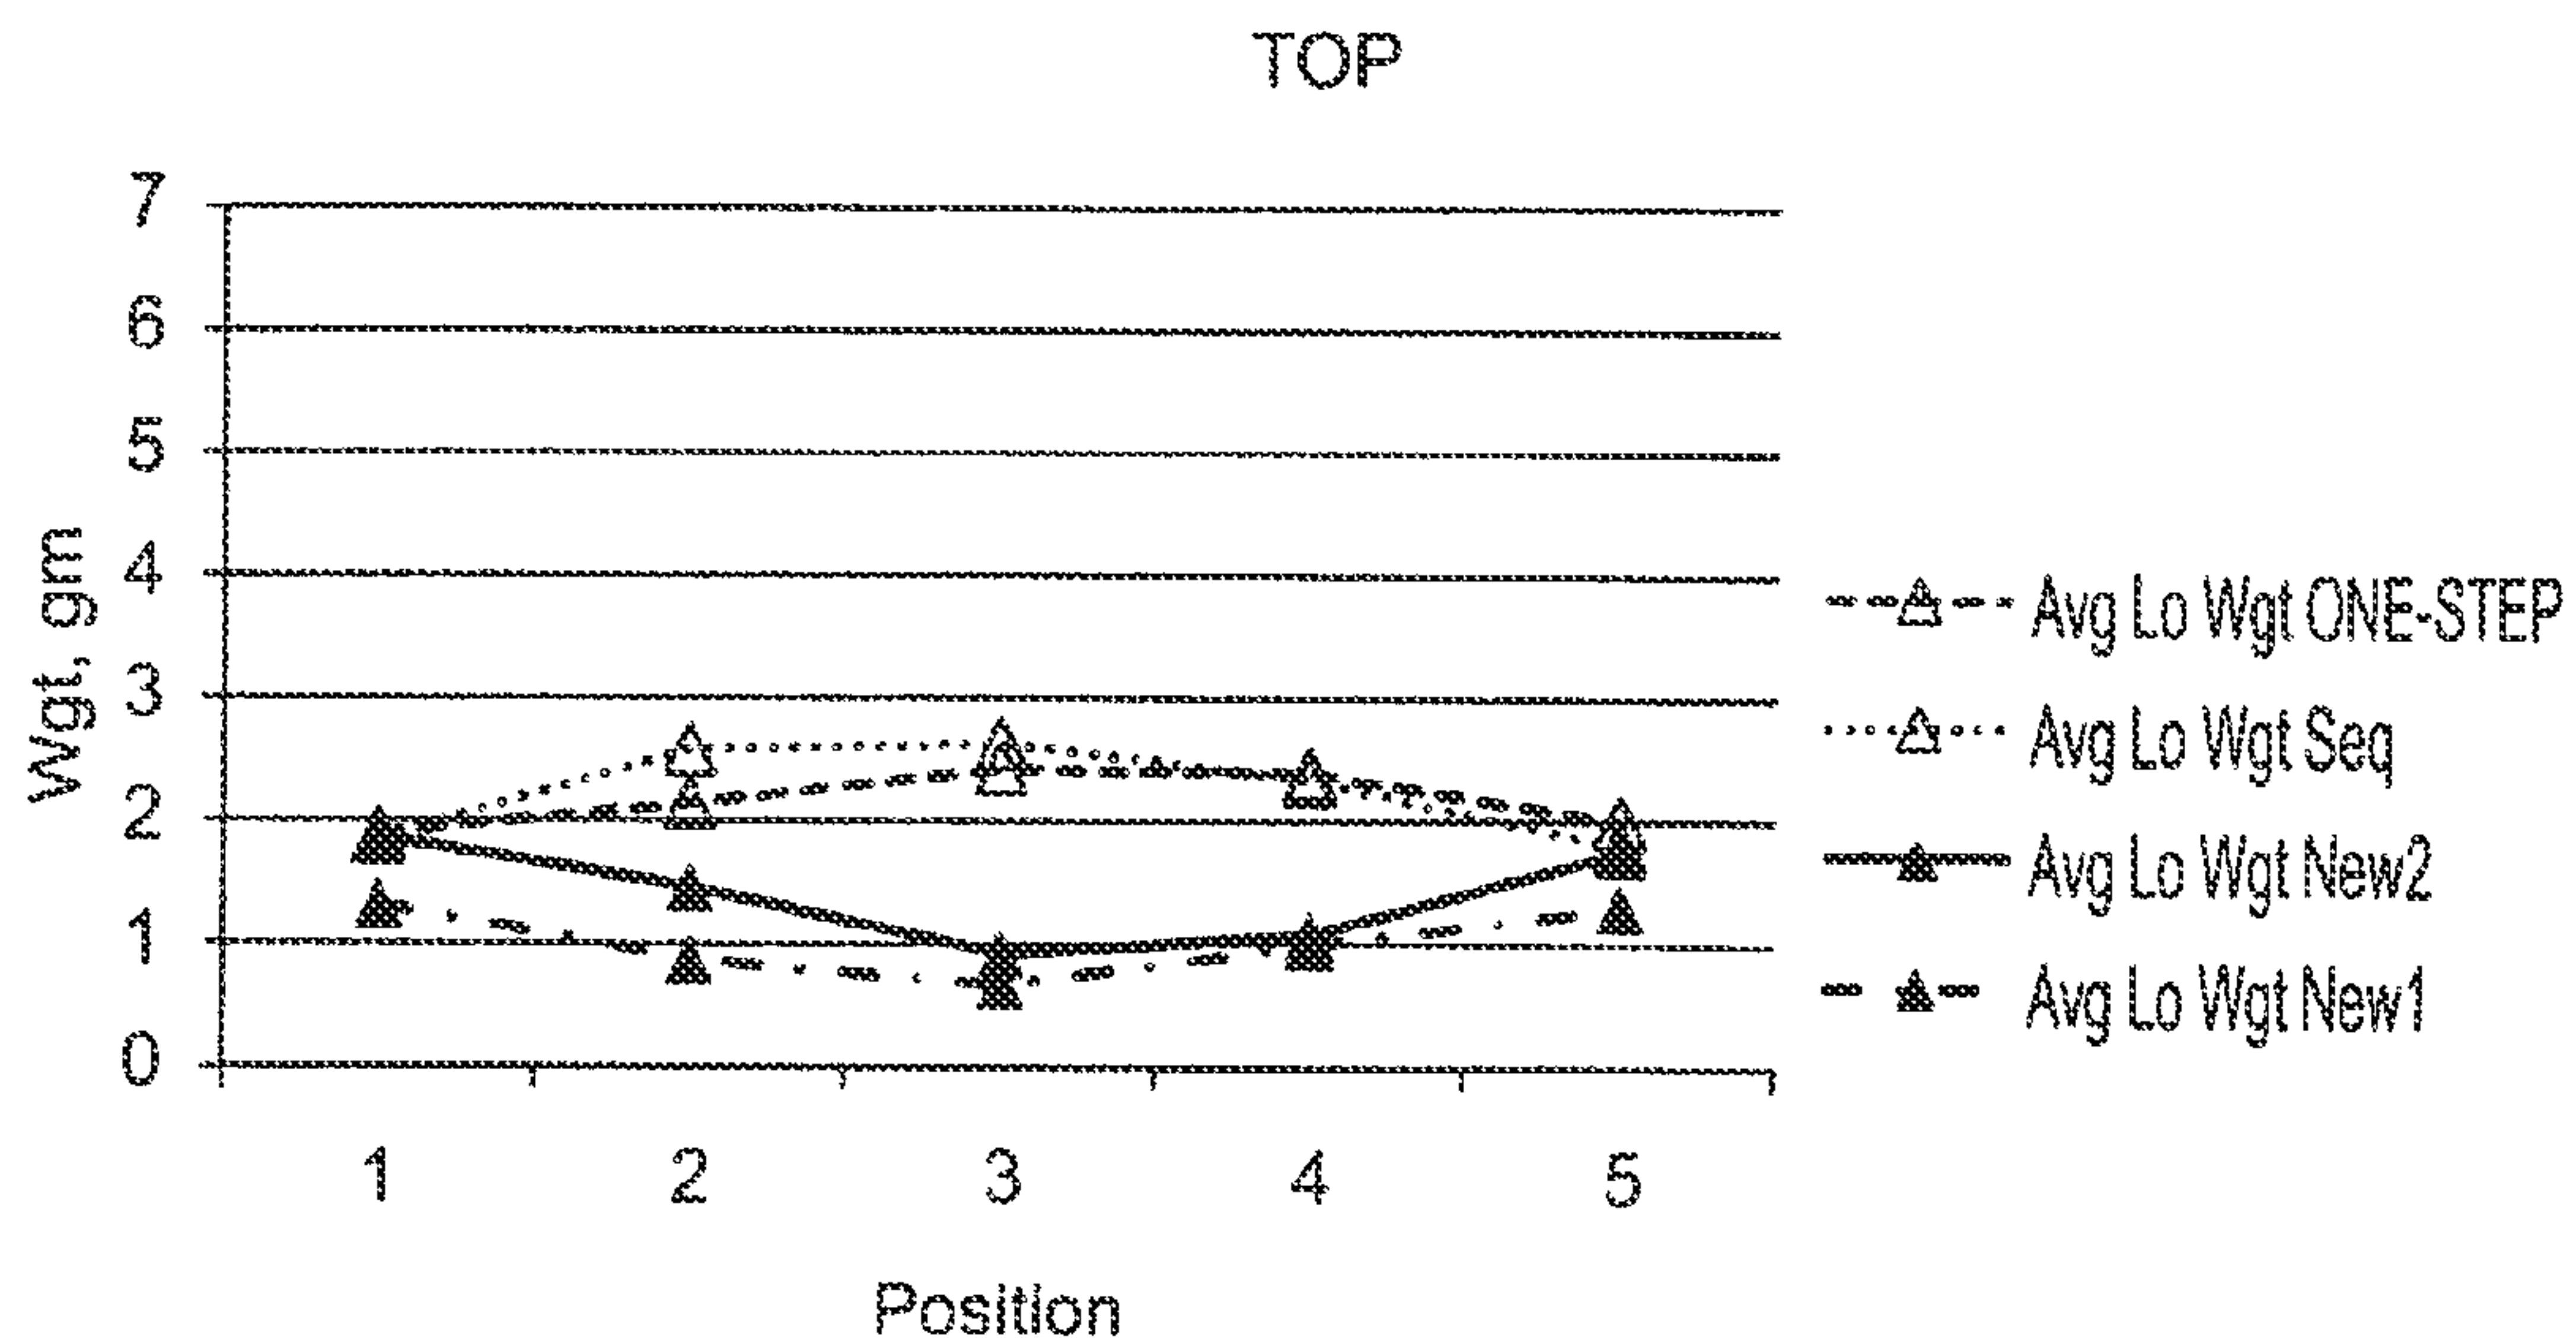 TOP
7
6
5
4
3
2
1
0
Wgt, gm
1 2 3 4 5
Position
Avg Lo Wgt ONE-STEP
Avg Lo Wgt Seq
Avg Lo Wgt New2
Avg Lo Wgt New1